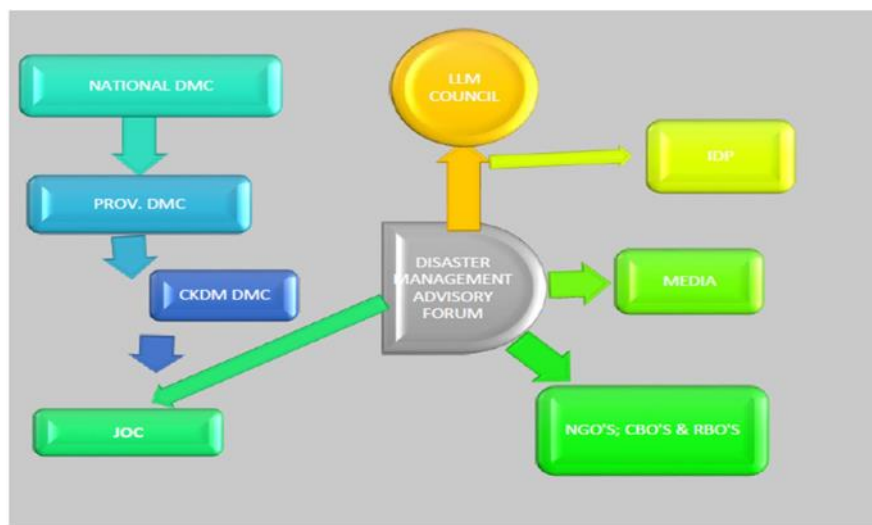 NATIONAL DMC
PROV. DMC
CKDM DMC
JOC
LLM
COUNCIL
DISASTER
MANAGEMENT
ADVISORY
FORUM
IDP
MEDIA
NGO'S; CBO'S & RBO'S